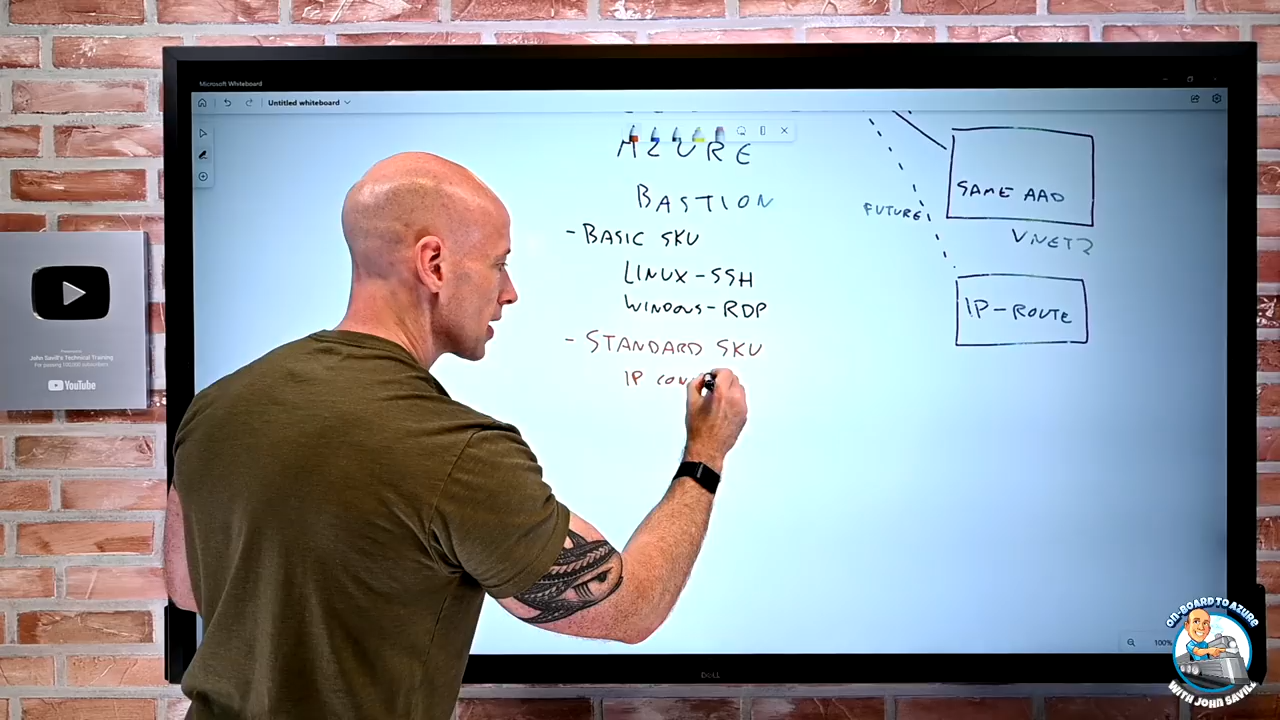 Microsoft Whiteboard
Untitled whiteboard
AZURE
BASTION
- BASIC SKU
LINUX-SSH
WINDOWS-RDP
- STANDARD SKU
IP CON
FUTURE
SAME AAD
VNET2
IP-ROUTE
John Savill's Technical Training
For passing 100,000 subscribers
YouTube
100%
DELL
ON-BOARD TO AZURE
WITH JOHN SAVILL